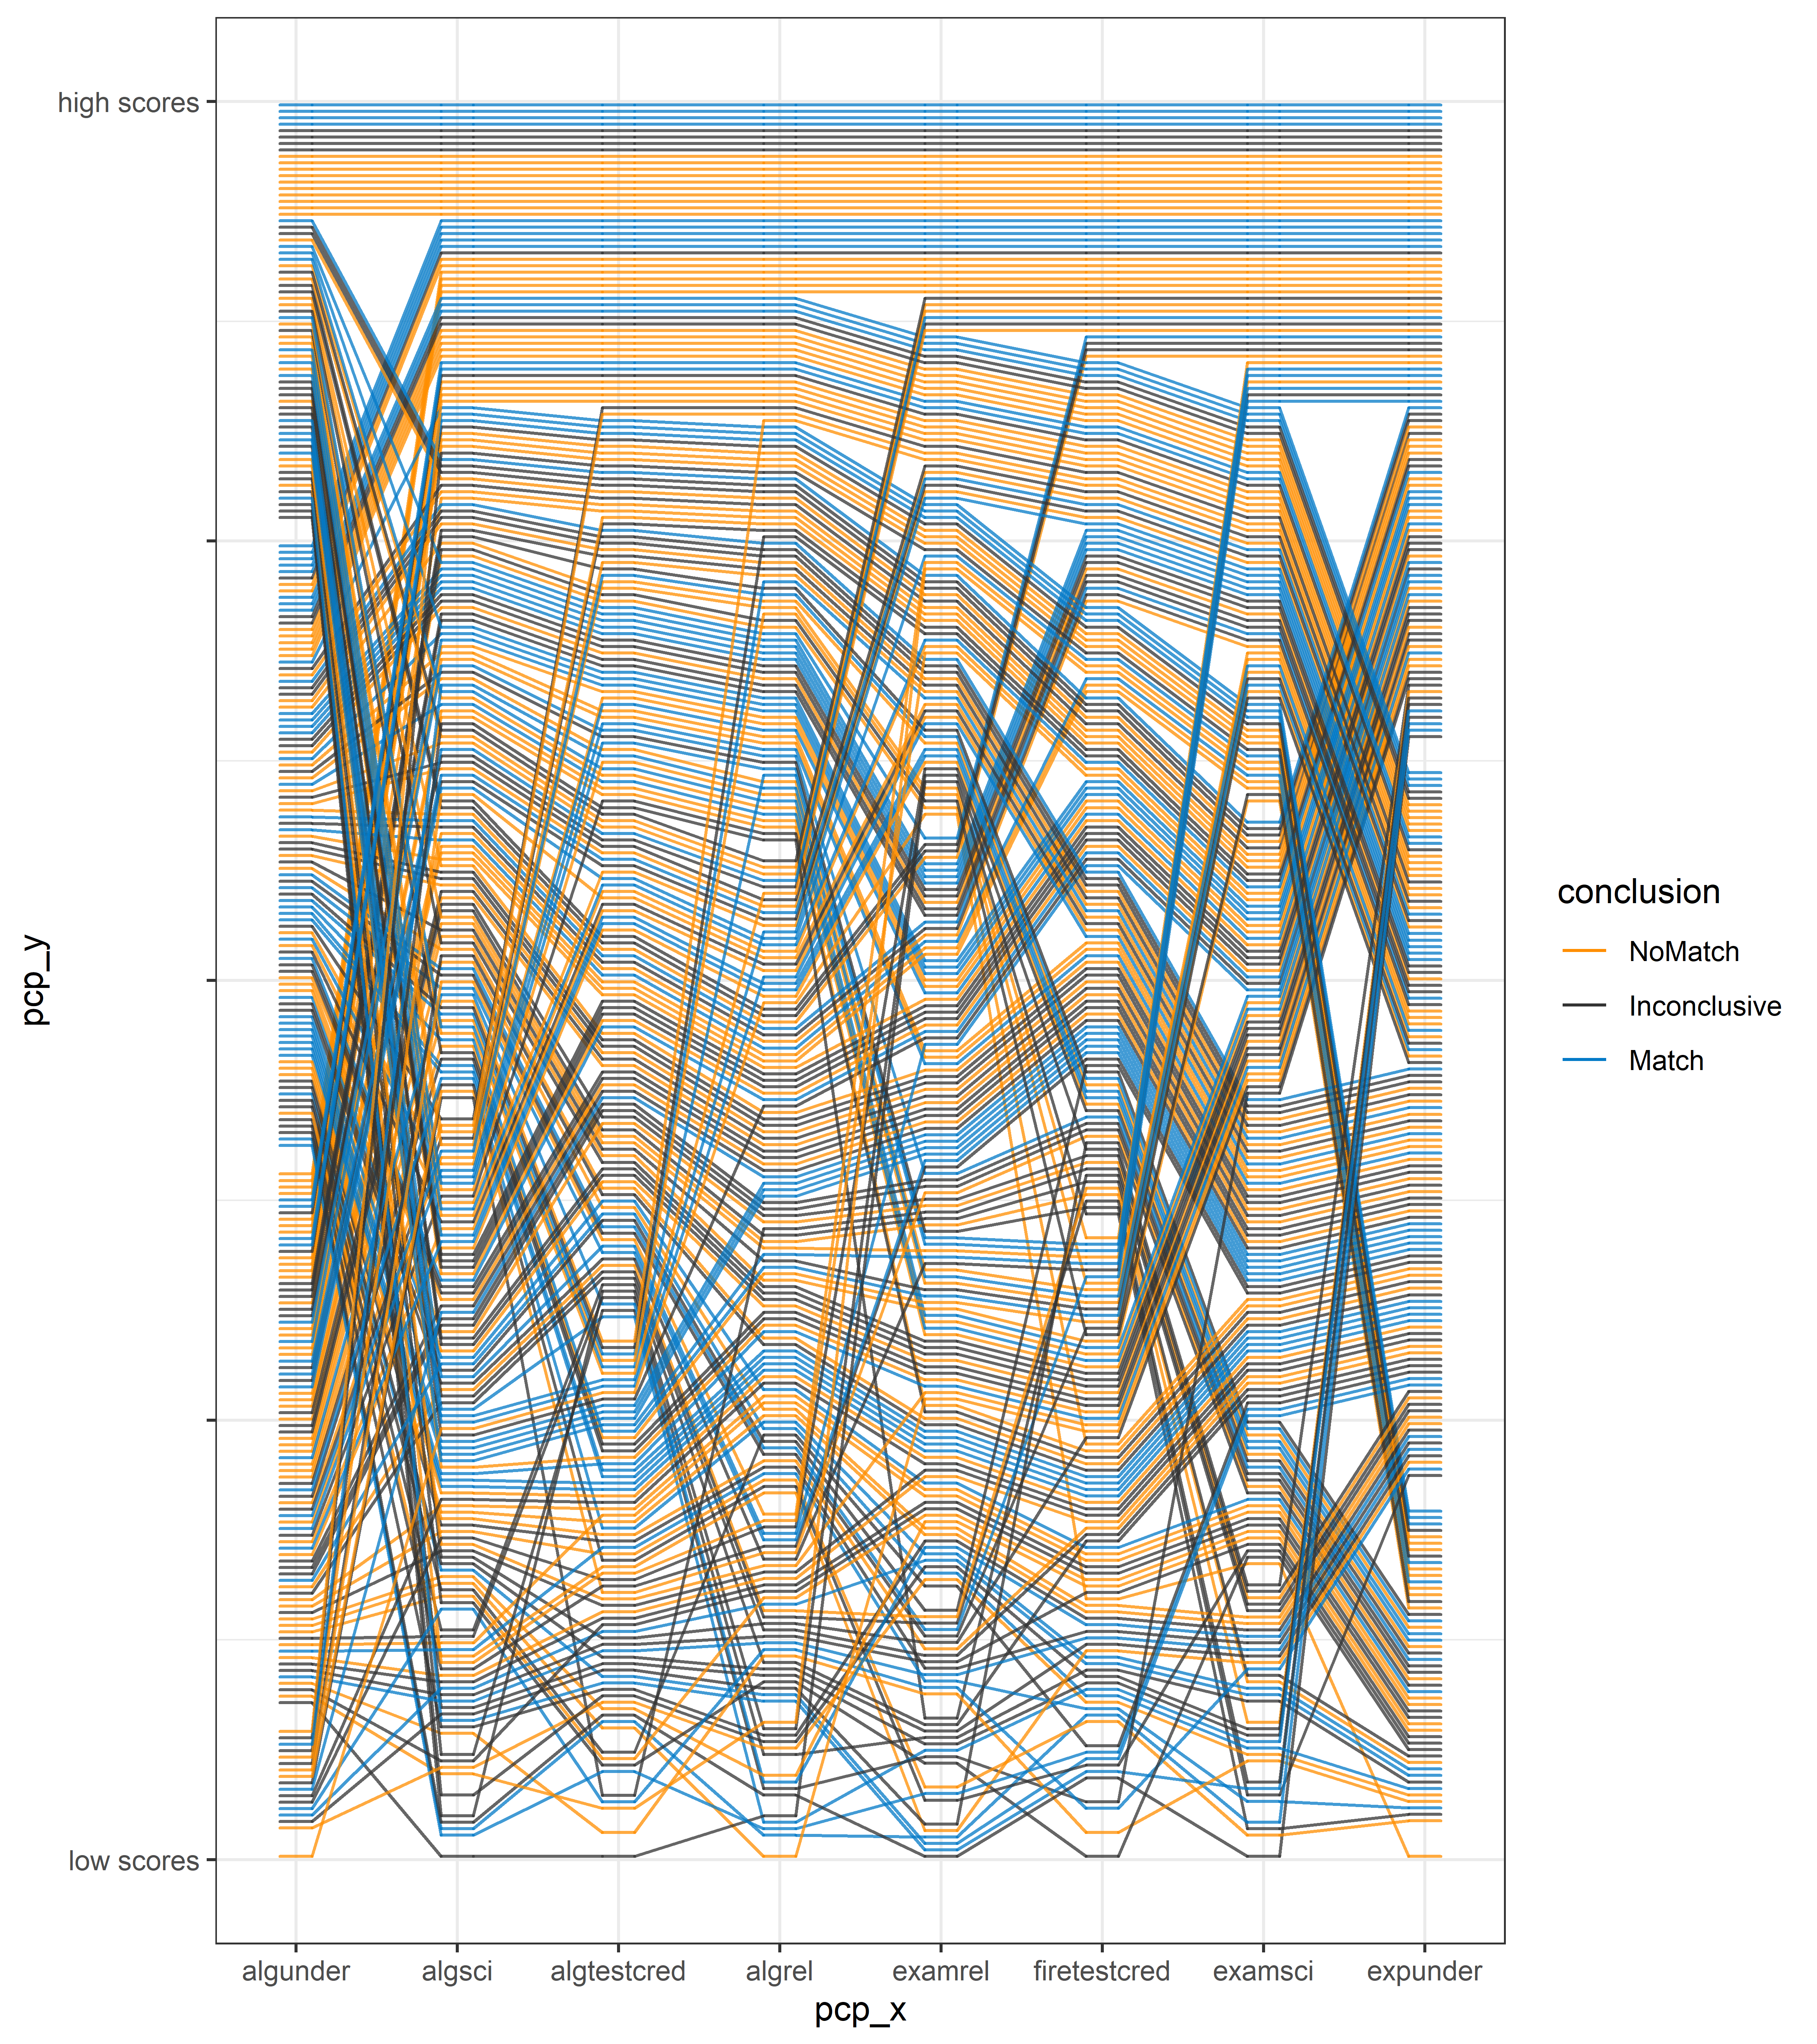 high scores
low scores
pcp_y
algunder algsci algtestcred algrel examrel firetestcred examsci expunder
pcp_x
conclusion
NoMatch
Inconclusive
Match